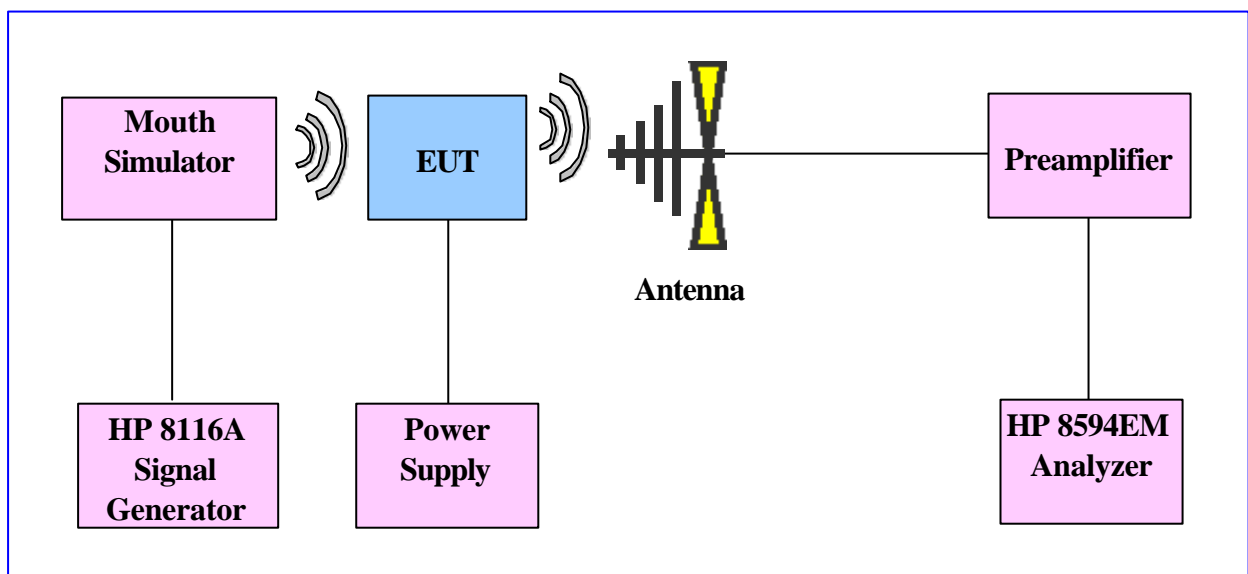 Mouth
Simulator
EUT
Preamplifier
Antenna
HP 8116A
Signal
Generator
Power
Supply
HP 8594EM
Analyzer